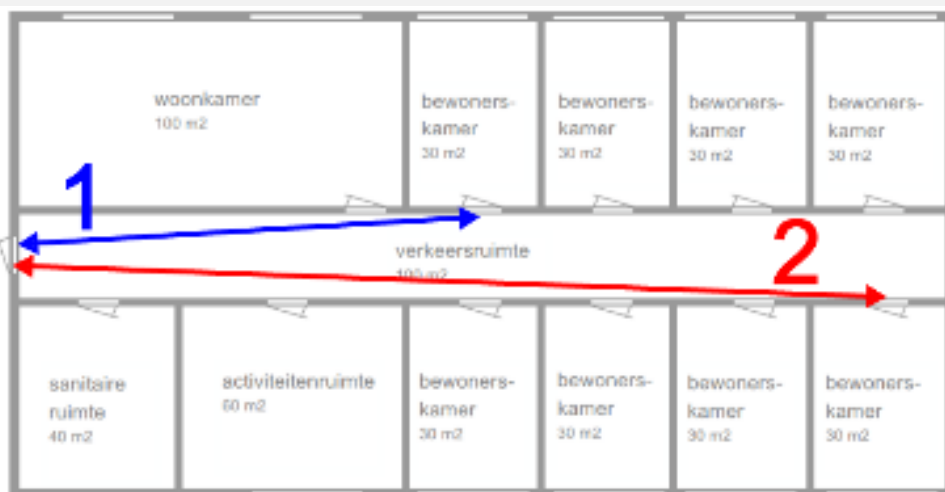 woonkamer
100 m2
bewoners-
kamer
30 m2
bewoners-
kamer
30 m2
bewoners-
kamer
30 m2
bewoners-
kamer
30 m2
1
verkeersruimte
100 m2
2
sanitaire
ruimte
40 m2
activiteitenruimte
60 m2
bewoners-
kamer
30 m2
bewoners-
kamer
30 m2
bewoners-
kamer
30 m2
bewoners-
kamer
30 m2